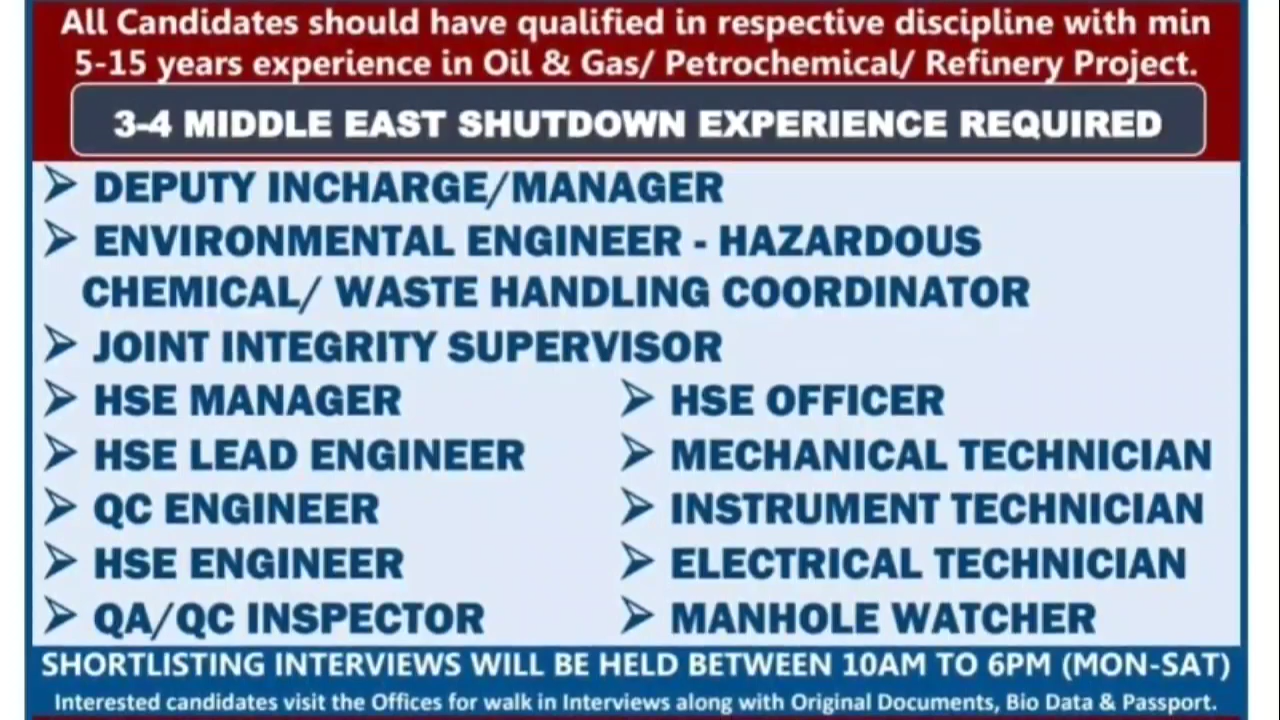 All Candidates should have qualified in respective discipline with min
5-15 years experience in Oil & Gas/ Petrochemical/ Refinery Project.
3-4 MIDDLE EAST SHUTDOWN EXPERIENCE REQUIRED
➢ DEPUTY INCHARGE/MANAGER
➢ ENVIRONMENTAL ENGINEER - HAZARDOUS
CHEMICAL/ WASTE HANDLING COORDINATOR
➢ JOINT INTEGRITY SUPERVISOR
➢ HSE MANAGER
➢ HSE LEAD ENGINEER
➢ QC ENGINEER
➢ HSE ENGINEER
➢ QA/QC INSPECTOR
➢ HSE OFFICER
➢ MECHANICAL TECHNICIAN
➢ INSTRUMENT TECHNICIAN
➢ ELECTRICAL TECHNICIAN
➢ MANHOLE WATCHER
SHORTLISTING INTERVIEWS WILL BE HELD BETWEEN 10AM TO 6PM (MON-SAT)
Interested candidates visit the Offices for walk in Interviews along with Original Documents, Bio Data & Passport.